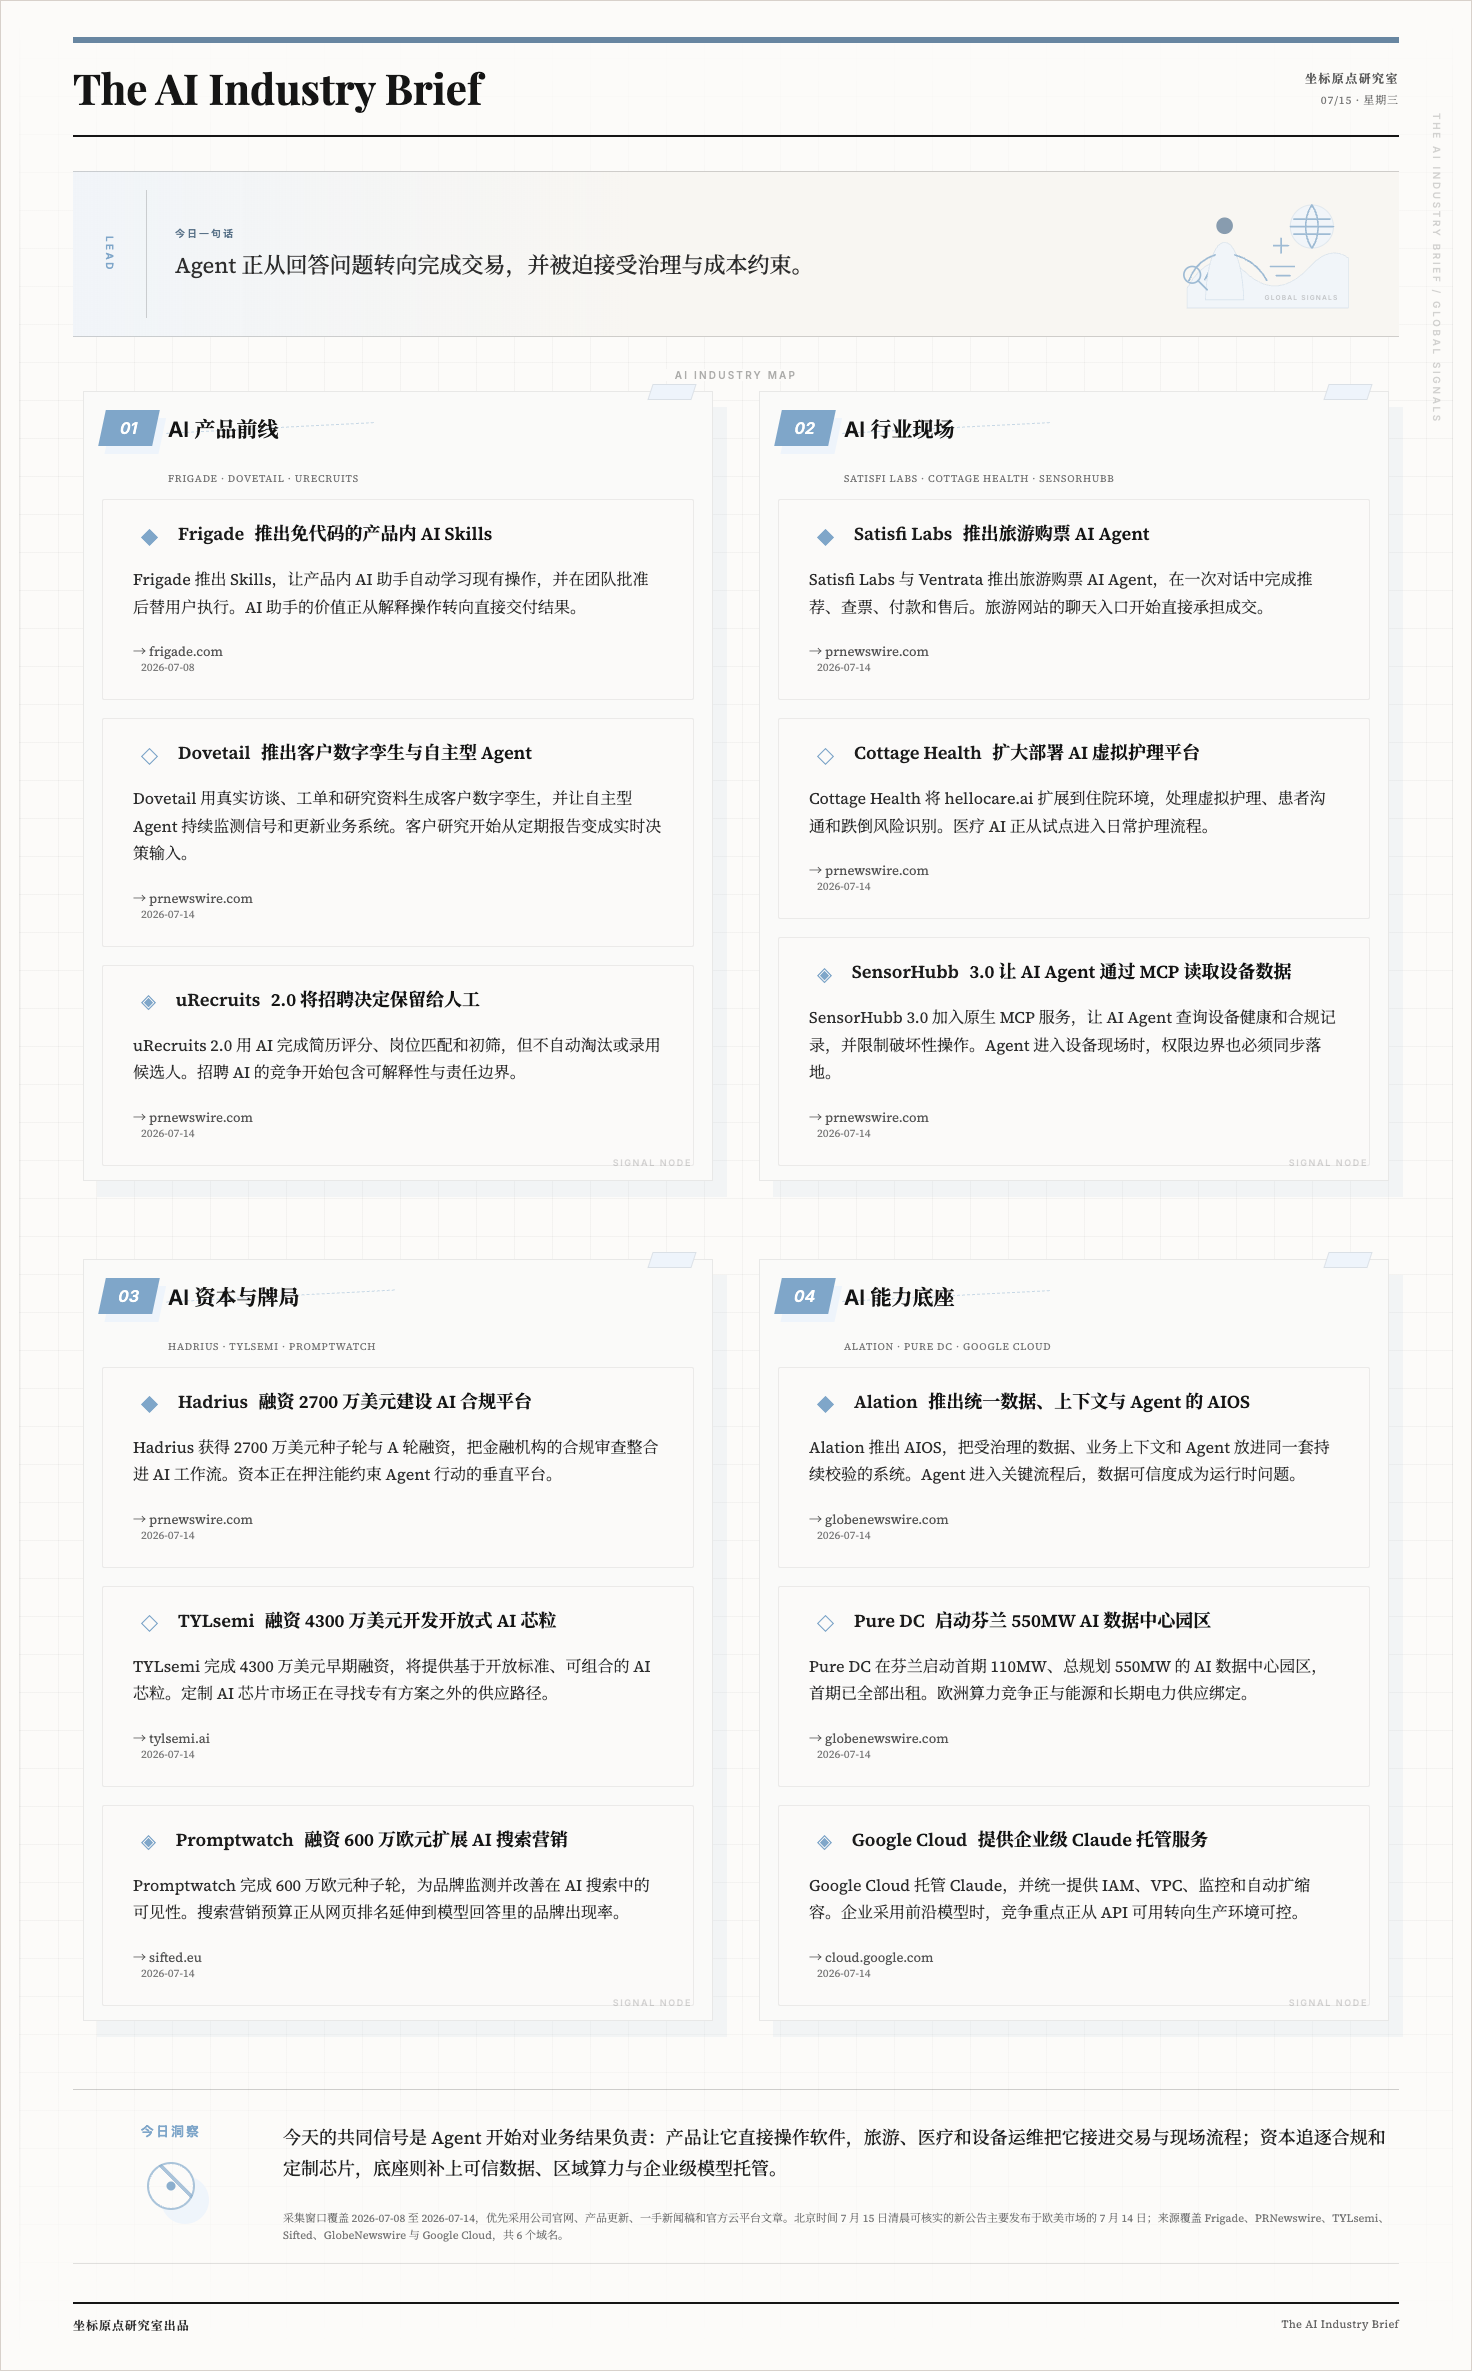 The AI Industry Brief
坐标原点研究室
07/15 · 星期三
THE AI INDUSTRY BRIEF / GLOBAL SIGNALS
LEAD
今日一句话
Agent 正从回答问题转向完成交易，并被迫接受治理与成本约束。
GLOBAL SIGNALS
AI INDUSTRY MAP
01 AI 产品前线
FRIGADE · DOVETAIL · URECRUITS
Frigade 推出免代码的产品内 AI Skills
Frigade 推出 Skills，让产品内 AI 助手自动学习现有操作，并在团队批准
后替用户执行。AI 助手的价值正从解释操作转向直接交付结果。
→ frigade.com
2026-07-08
Dovetail 推出客户数字孪生与自主型 Agent
Dovetail 用真实访谈、工单和研究资料生成客户数字孪生，并让自主型
Agent 持续监测信号和更新业务系统。客户研究开始从定期报告变成实时决
策输入。
→ prnewswire.com
2026-07-14
uRecruits 2.0 将招聘决定保留给人工
uRecruits 2.0 用 AI 完成简历评分、岗位匹配和初筛，但不自动淘汰或录用
候选人。招聘 AI 的竞争开始包含可解释性与责任边界。
→ prnewswire.com
2026-07-14
SIGNAL NODE
02 AI 行业现场
SATISFI LABS · COTTAGE HEALTH · SENSORHUBB
Satisfi Labs 推出旅游购票 AI Agent
Satisfi Labs 与 Ventrata 推出旅游购票 AI Agent，在一次对话中完成推
荐、查票、付款和售后。旅游网站的聊天入口开始直接承担成交。
→ prnewswire.com
2026-07-14
Cottage Health 扩大部署 AI 虚拟护理平台
Cottage Health 将 hellocare.ai 扩展到住院环境，处理虚拟护理、患者沟
通和跌倒风险识别。医疗 AI 正从试点进入日常护理流程。
→ prnewswire.com
2026-07-14
SensorHubb 3.0 让 AI Agent 通过 MCP 读取设备数据
SensorHubb 3.0 加入原生 MCP 服务，让 AI Agent 查询设备健康和合规记
录，并限制破坏性操作。Agent 进入设备现场时，权限边界也必须同步落
地。
→ prnewswire.com
2026-07-14
SIGNAL NODE
03 AI 资本与牌局
HADRIUS · TYLSEMI · PROMPTWATCH
Hadrius 融资 2700 万美元建设 AI 合规平台
Hadrius 获得 2700 万美元种子轮与 A 轮融资，把金融机构的合规审查整合
进 AI 工作流。资本正在押注能约束 Agent 行动的垂直平台。
→ prnewswire.com
2026-07-14
TYLsemi 融资 4300 万美元开发开放式 AI 芯粒
TYLsemi 完成 4300 万美元早期融资，将提供基于开放标准、可组合的 AI
芯粒。定制 AI 芯片市场正在寻找专有方案之外的供应路径。
→ tylsemi.ai
2026-07-14
Promptwatch 融资 600 万欧元扩展 AI 搜索营销
Promptwatch 完成 600 万欧元种子轮，为品牌监测并改善在 AI 搜索中的
可见性。搜索营销预算正从网页排名延伸到模型回答里的品牌出现率。
→ sifted.eu
2026-07-14
SIGNAL NODE
04 AI 能力底座
ALATION · PURE DC · GOOGLE CLOUD
Alation 推出统一数据、上下文与 Agent 的 AIOS
Alation 推出 AIOS，把受治理的数据、业务上下文和 Agent 放进同一套持
续校验的系统。Agent 进入关键流程后，数据可信度成为运行时问题。
→ globenewswire.com
2026-07-14
Pure DC 启动芬兰 550MW AI 数据中心园区
Pure DC 在芬兰启动首期 110MW、总规划 550MW 的 AI 数据中心园区，
首期已全部出租。欧洲算力竞争正与能源和长期电力供应绑定。
→ globenewswire.com
2026-07-14
Google Cloud 提供企业级 Claude 托管服务
Google Cloud 托管 Claude，并统一提供 IAM、VPC、监控和自动扩缩
容。企业采用前沿模型时，竞争重点正从 API 可用转向生产环境可控。
→ cloud.google.com
2026-07-14
SIGNAL NODE
今日洞察
今天的共同信号是 Agent 开始对业务结果负责：产品让它直接操作软件，旅游、医疗和设备运维把它接进交易与现场流程；资本追逐合规和
定制芯片，底座则补上可信数据、区域算力与企业级模型托管。
采集窗口覆盖 2026-07-08 至 2026-07-14，优先采用公司官网、产品更新、一手新闻稿和官方云平台文章。北京时间 7 月 15 日清晨可核实的新公告主要发布于欧美市场的 7 月 14 日；来源覆盖 Frigade、PRNewswire、TYLsemi、
Sifted、GlobeNewswire 与 Google Cloud，共 6 个域名。
坐标原点研究室出品
The AI Industry Brief